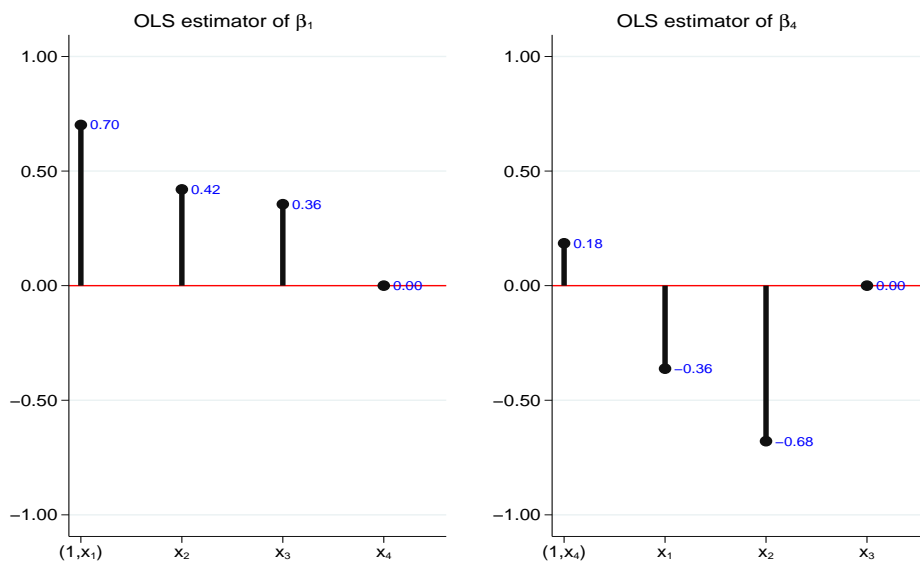 OLS estimator of β₁
1.00
0.50
0.00
−0.50
−1.00
0.70
0.42
0.36
0.00
(1,x₁)
x₂
x₃
x₄
OLS estimator of β₄
1.00
0.50
0.00
−0.50
−1.00
0.18
−0.36
−0.68
0.00
(1,x₄)
x₁
x₂
x₃